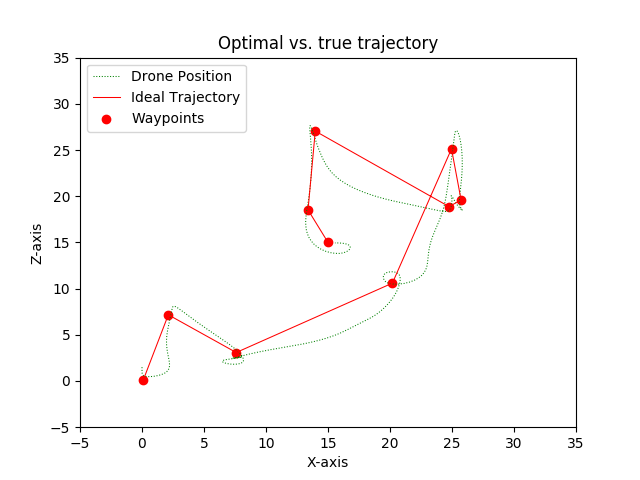 Optimal vs. true trajectory
Drone Position
Ideal Trajectory
Waypoints
35
30
25
20
15
10
5
0
−5
Z-axis
−5 0 5 10 15 20 25 30 35
X-axis